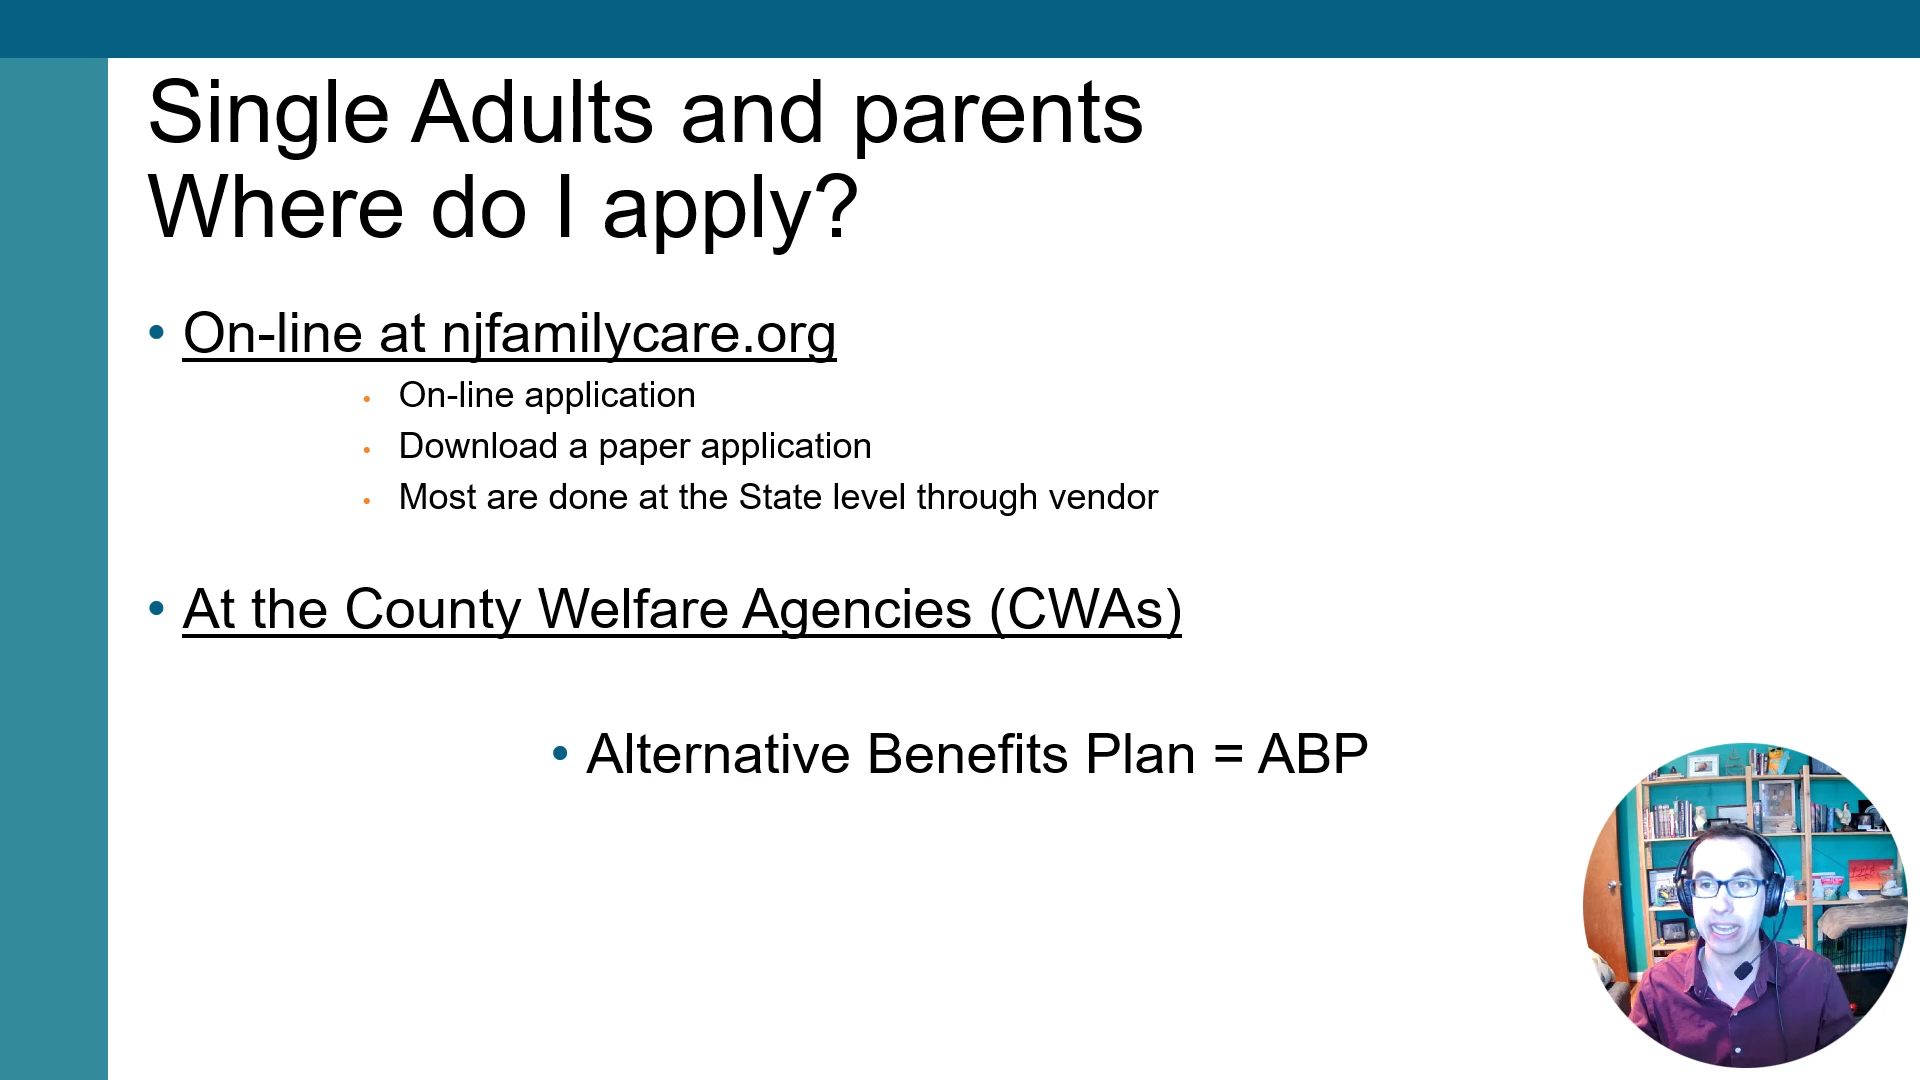 Single Adults and parents
Where do I apply?
• On-line at njfamilycare.org
• On-line application
• Download a paper application
• Most are done at the State level through vendor
• At the County Welfare Agencies (CWAs)
• Alternative Benefits Plan = ABP